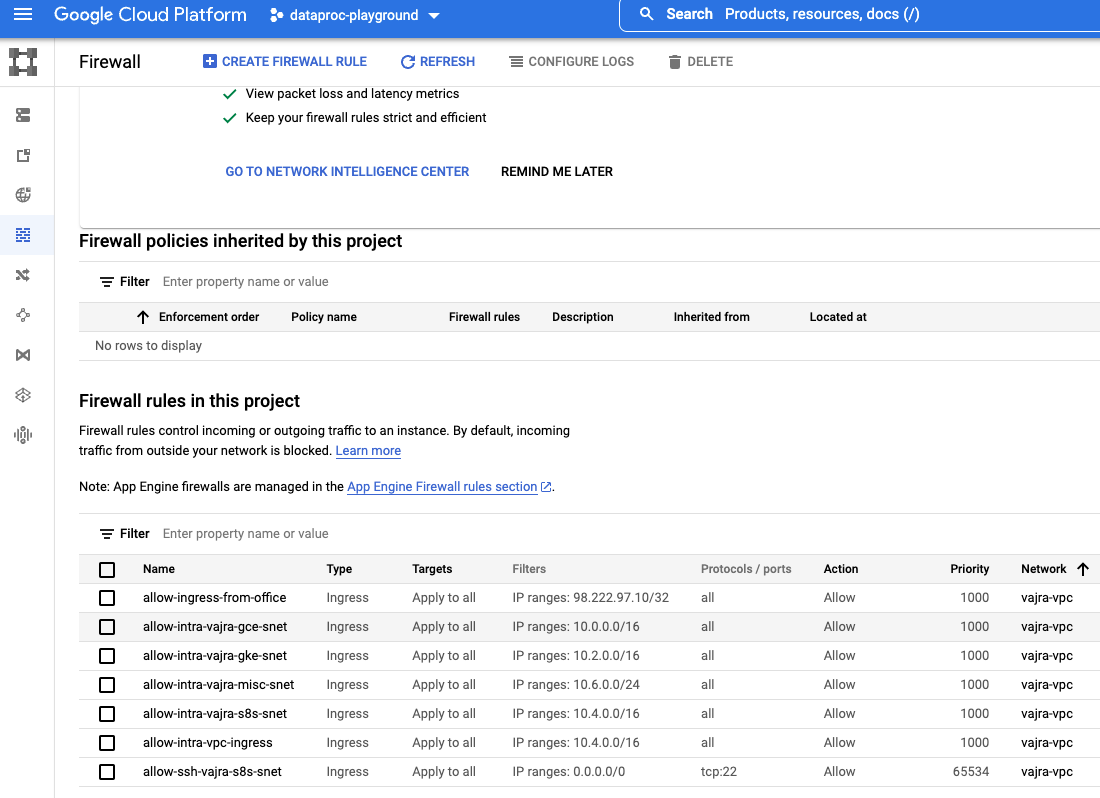 Google Cloud Platform dataproc-playground Search Products, resources, docs (/)
Firewall CREATE FIREWALL RULE REFRESH CONFIGURE LOGS DELETE
View packet loss and latency metrics
Keep your firewall rules strict and efficient
GO TO NETWORK INTELLIGENCE CENTER REMIND ME LATER
Firewall policies inherited by this project
Filter Enter property name or value
Enforcement order Policy name Firewall rules Description Inherited from Located at
No rows to display
Firewall rules in this project
Firewall rules control incoming or outgoing traffic to an instance. By default, incoming
traffic from outside your network is blocked. Learn more
Note: App Engine firewalls are managed in the App Engine Firewall rules section.
Filter Enter property name or value
Name Type Targets Filters Protocols / ports Action Priority Network
allow-ingress-from-office Ingress Apply to all IP ranges: 98.222.97.10/32 all Allow 1000 vajra-vpc
allow-intra-vajra-gce-snet Ingress Apply to all IP ranges: 10.0.0.0/16 all Allow 1000 vajra-vpc
allow-intra-vajra-gke-snet Ingress Apply to all IP ranges: 10.2.0.0/16 all Allow 1000 vajra-vpc
allow-intra-vajra-misc-snet Ingress Apply to all IP ranges: 10.6.0.0/24 all Allow 1000 vajra-vpc
allow-intra-vajra-s8s-snet Ingress Apply to all IP ranges: 10.4.0.0/16 all Allow 1000 vajra-vpc
allow-intra-vpc-ingress Ingress Apply to all IP ranges: 10.4.0.0/16 all Allow 1000 vajra-vpc
allow-ssh-vajra-s8s-snet Ingress Apply to all IP ranges: 0.0.0.0/0 tcp:22 Allow 65534 vajra-vpc